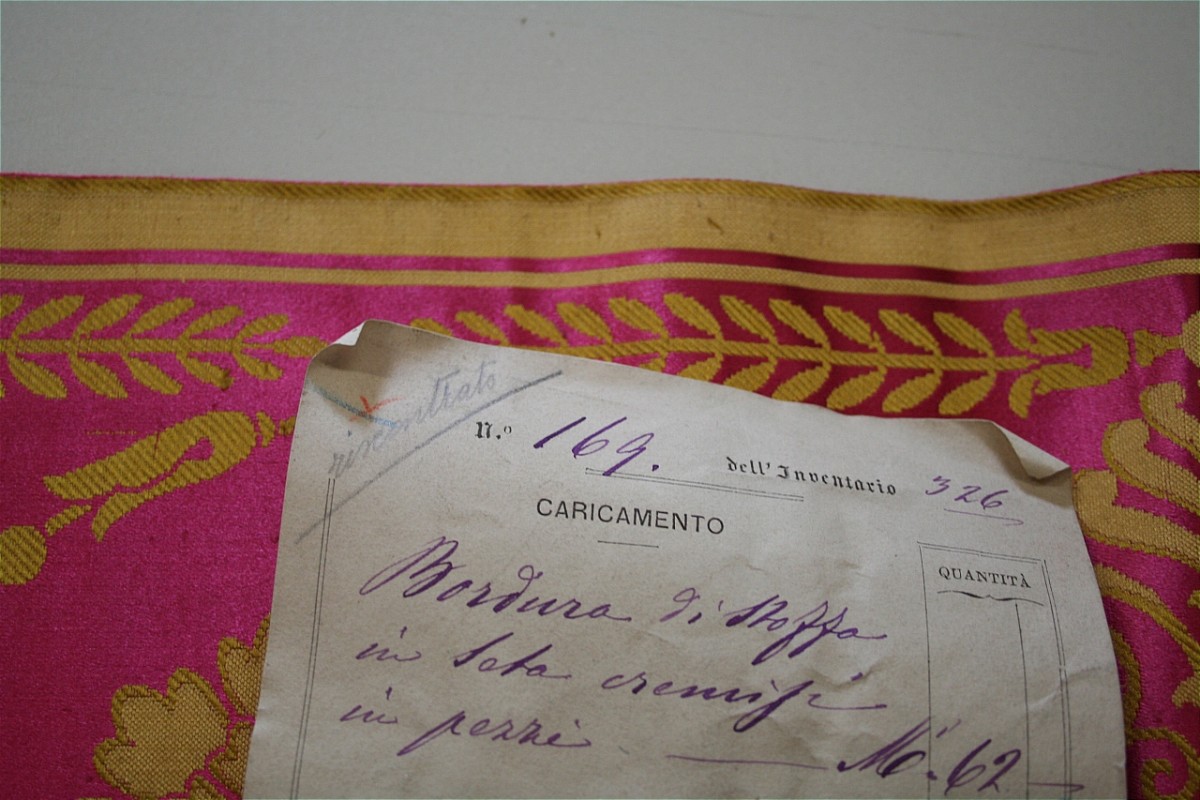 riscontrato
N.º 169. dell' Inventario 326
CARICAMENTO
QUANTITÀ
Bordura di stoffa
in seta cremisi
in pezzi — M.i 62 —